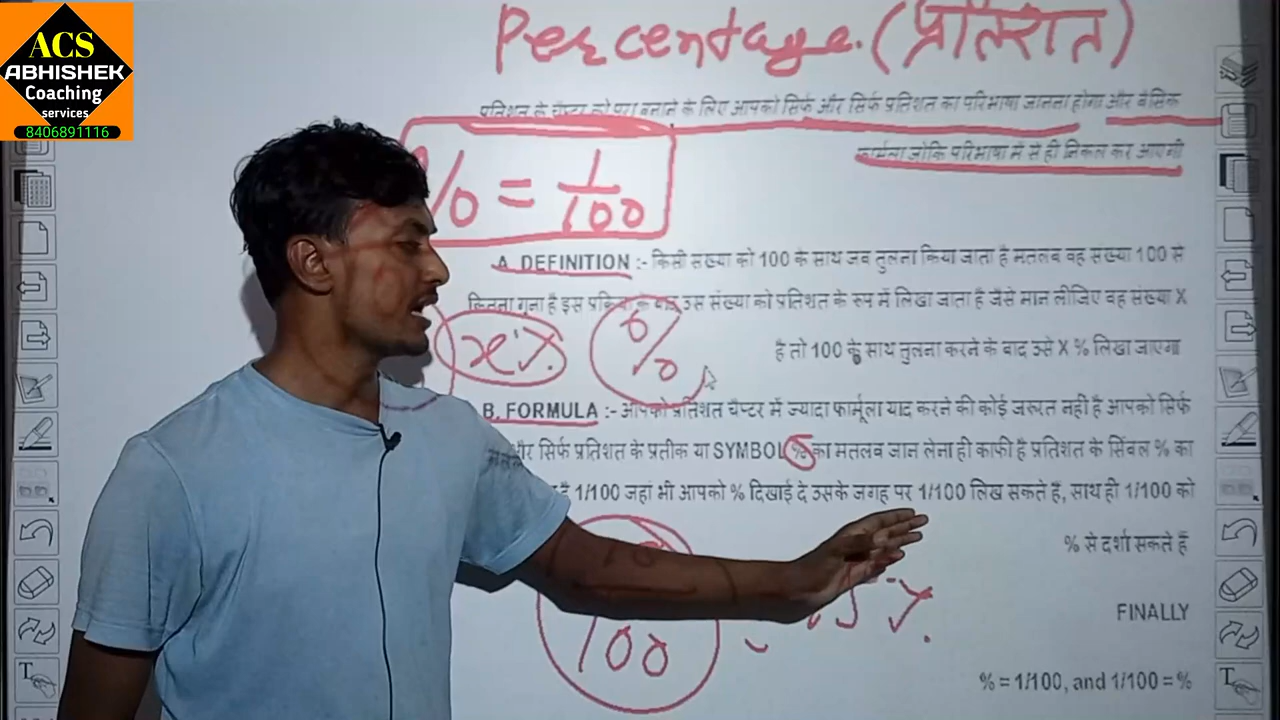 ACS
ABHISHEK
Coaching
services
8406891116
Percentage. (प्रतिशत)
प्रतिशत के चैप्टर को पूरा बनाने के लिए आपको सिर्फ और सिर्फ प्रतिशत का परिभाषा जानना होगा और बेसिक
फार्मूला जोकि परिभाषा में से ही निकल कर आएगी
% = 1/100
A. DEFINITION :- किसी संख्या को 100 के साथ जब तुलना किया जाता है मतलव वह संख्या 100 से
कितना गुना है इस के बाद उस संख्या को प्रतिशत के रूप में लिखा जाता है जैसे मान लीजिए वह संख्या X
x% %
है तो 100 के साथ तुलना करने के बाद उसे X % लिखा जाएगा
B. FORMULA :- आपको प्रतिशत चैप्टर में ज्यादा फार्मूला याद करने की कोई जरूरत नही है आपको सिर्फ
और सिर्फ प्रतिशत के प्रतीक या SYMBOL % का मतलव जान लेना ही काफी है प्रतिशत के सिंवल % का
है 1/100 जहां भी आपको % दिखाई दे उसके जगह पर 1/100 लिख सकते है, साथ ही 1/100 को
% से दर्शा सकते है
100
FINALLY
% = 1/100, and 1/100 = %
T
T